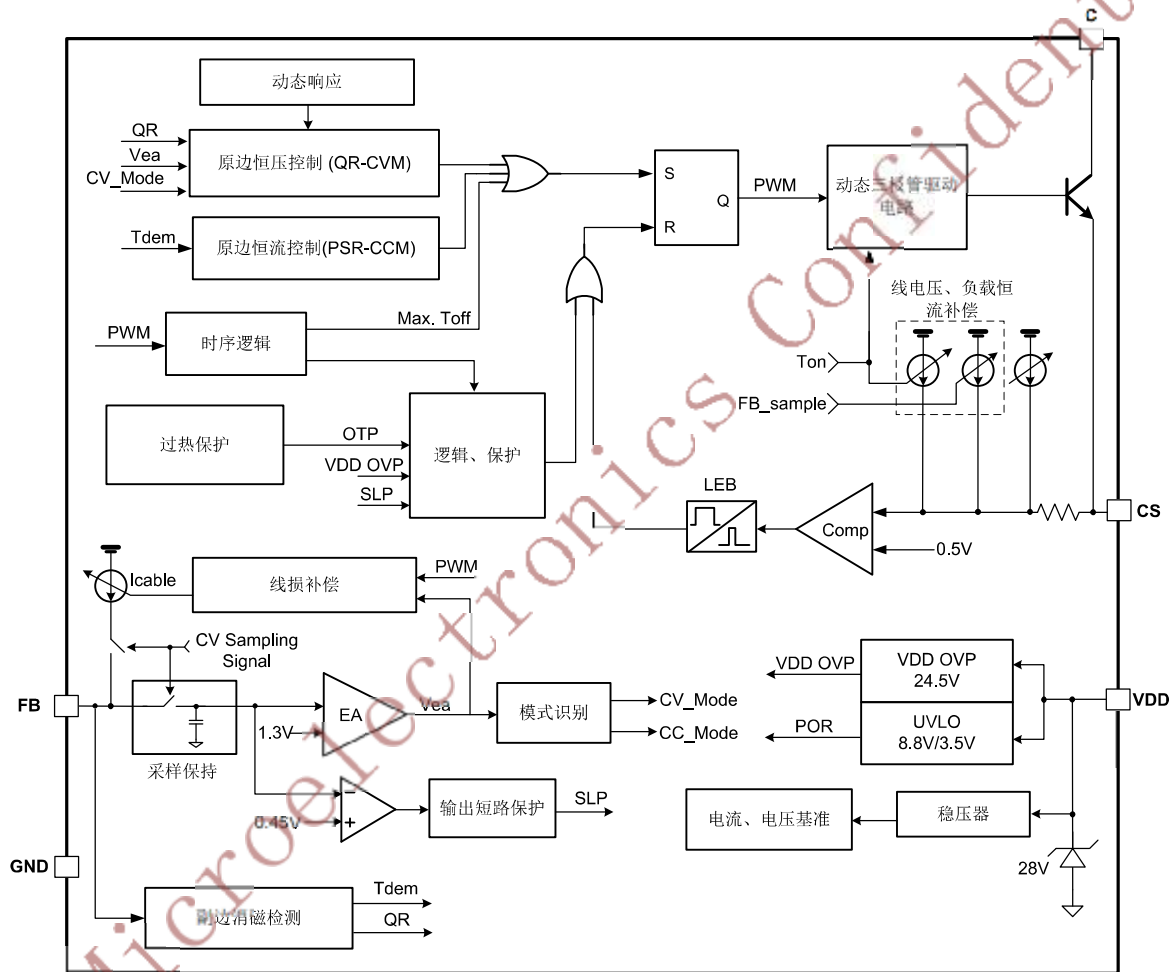 C
动态响应
QR
Vea
CV_Mode
原边恒压控制 (QR-CVM)
Tdem
原边恒流控制(PSR-CCM)
S
R
Q
PWM
动态三极管驱动
电路
线电压、负载恒
流补偿
PWM
时序逻辑
Max. Toff
Ton
FB_sample
过热保护
OTP
VDD OVP
SLP
逻辑、保护
LEB
Comp
0.5V
CS
Icable
线损补偿
PWM
CV Sampling
Signal
FB
采样保持
1.3V
EA
Vea
模式识别
CV_Mode
CC_Mode
VDD OVP
VDD OVP
24.5V
POR
UVLO
8.8V/3.5V
VDD
0.45V
输出短路保护
SLP
电流、电压基准
稳压器
28V
GND
副边消磁检测
Tdem
QR
Microelectronics Confident